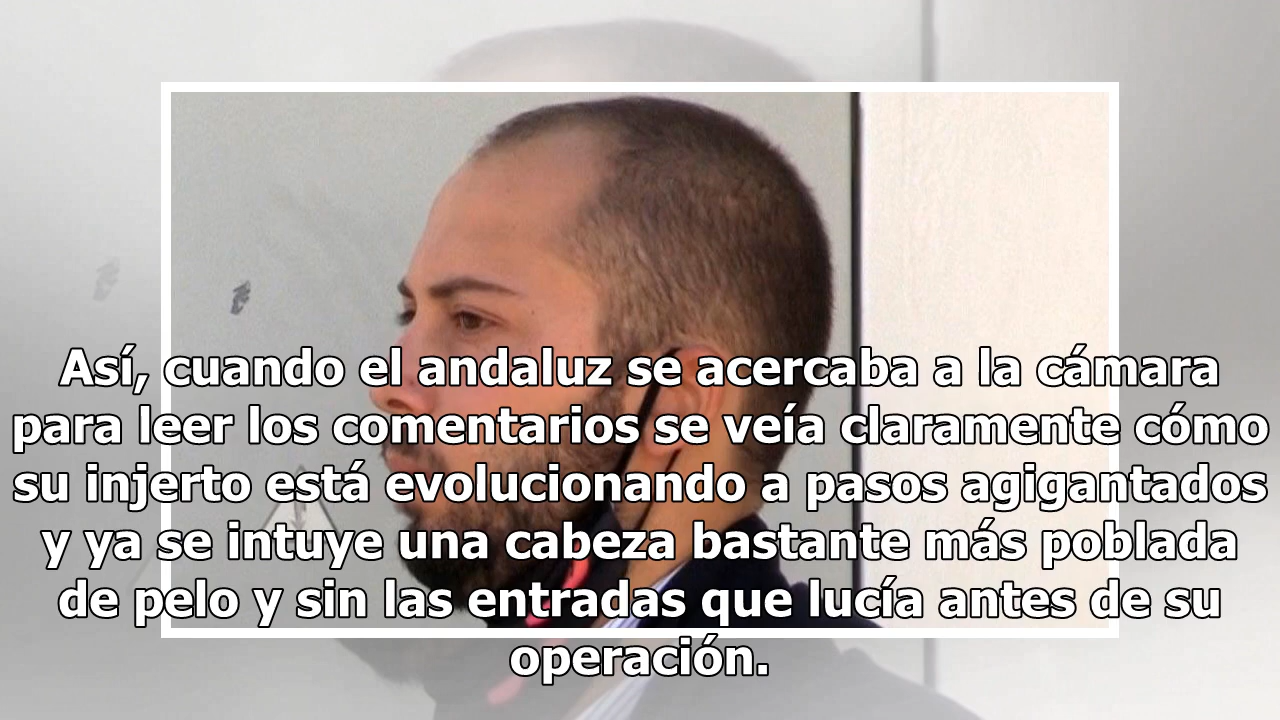 Así, cuando el andaluz se acercaba a la cámara
para leer los comentarios se veía claramente cómo
su injerto está evolucionando a pasos agigantados
y ya se intuye una cabeza bastante más poblada
de pelo y sin las entradas que lucía antes de su
operación.